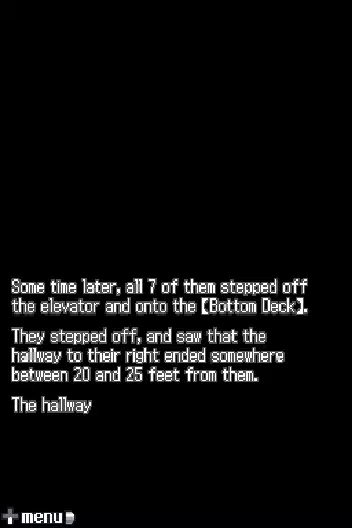 Some time later, all 7 of them stepped off
the elevator and onto the [Bottom Deck].
They stepped off, and saw that the
hallway to their right ended somewhere
between 20 and 25 feet from them.
The hallway
menu